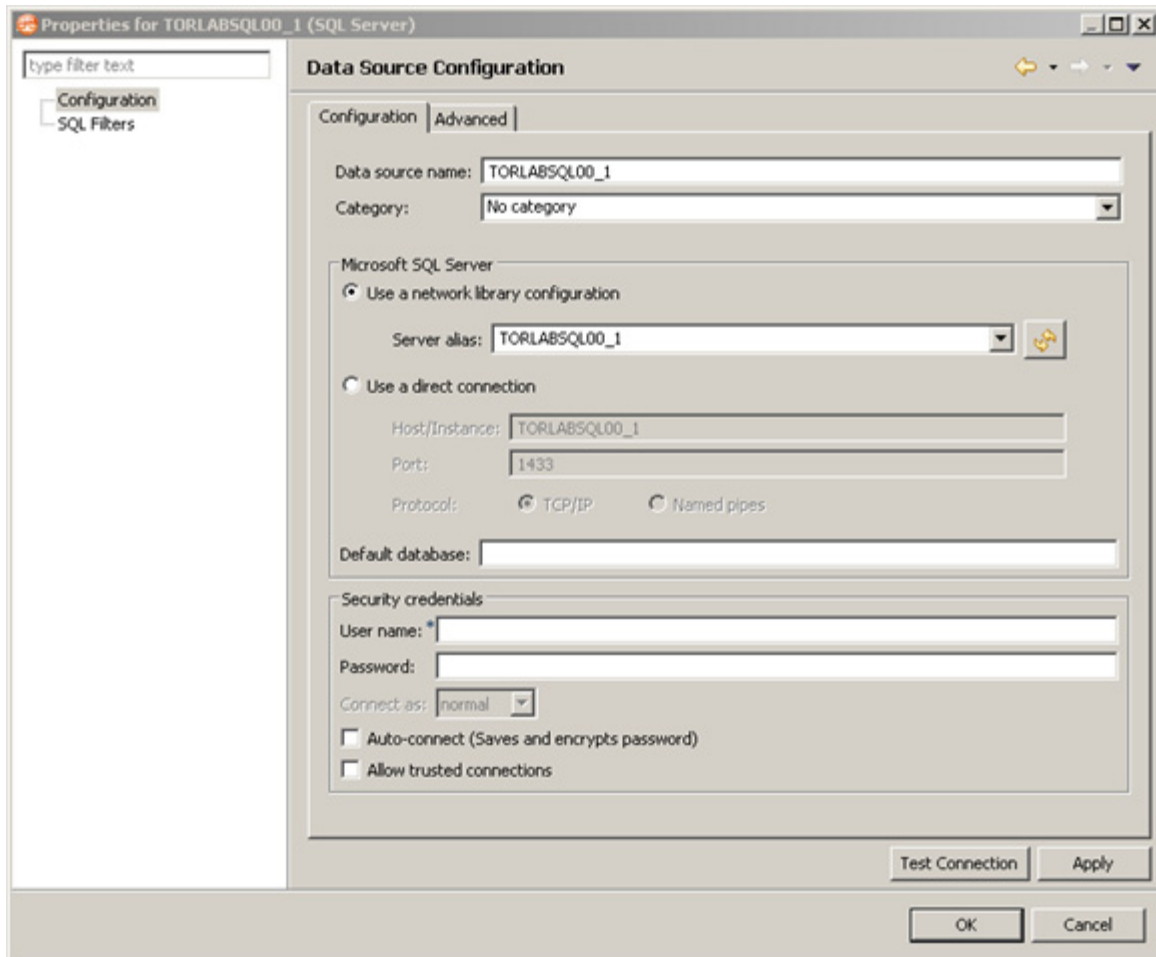 Properties for TORLABSQL00_1 (SQL Server)
type filter text
Configuration
SQL Filters
Data Source Configuration
Configuration Advanced
Data source name: TORLABSQL00_1
Category: No category
Microsoft SQL Server
Use a network library configuration
Server alias: TORLABSQL00_1
Use a direct connection
Host/Instance: TORLABSQL00_1
Port: 1433
Protocol: TCP/IP Named pipes
Default database:
Security credentials
User name: *
Password:
Connect as: normal
Auto-connect (Saves and encrypts password)
Allow trusted connections
Test Connection Apply
OK Cancel